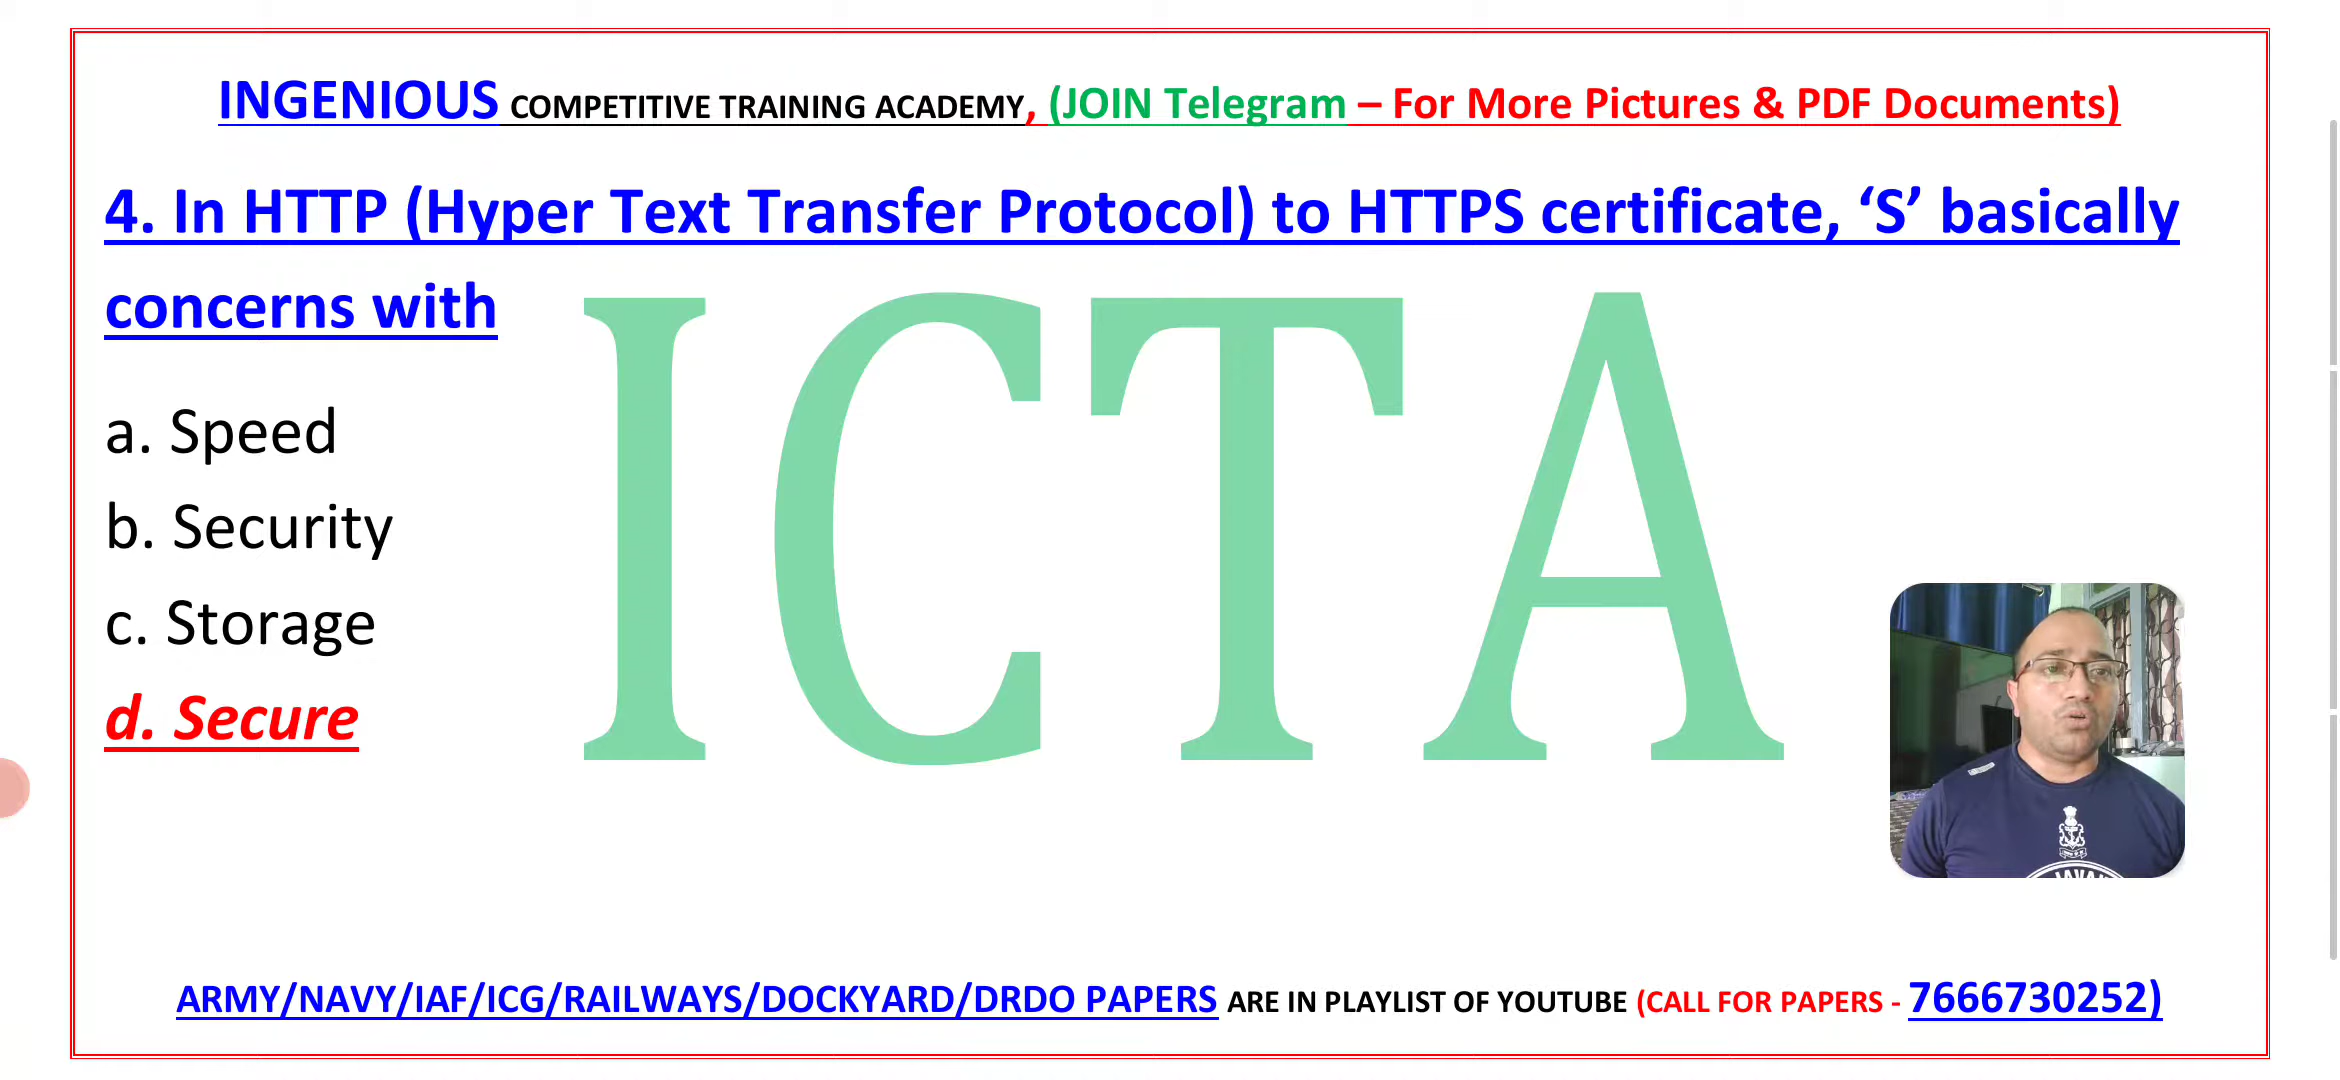 INGENIOUS COMPETITIVE TRAINING ACADEMY, (JOIN Telegram – For More Pictures & PDF Documents)
4. In HTTP (Hyper Text Transfer Protocol) to HTTPS certificate, ‘S’ basically
concerns with
ICTA
a. Speed
b. Security
c. Storage
d. Secure
ARMY/NAVY/IAF/ICG/RAILWAYS/DOCKYARD/DRDO PAPERS ARE IN PLAYLIST OF YOUTUBE (CALL FOR PAPERS - 7666730252)